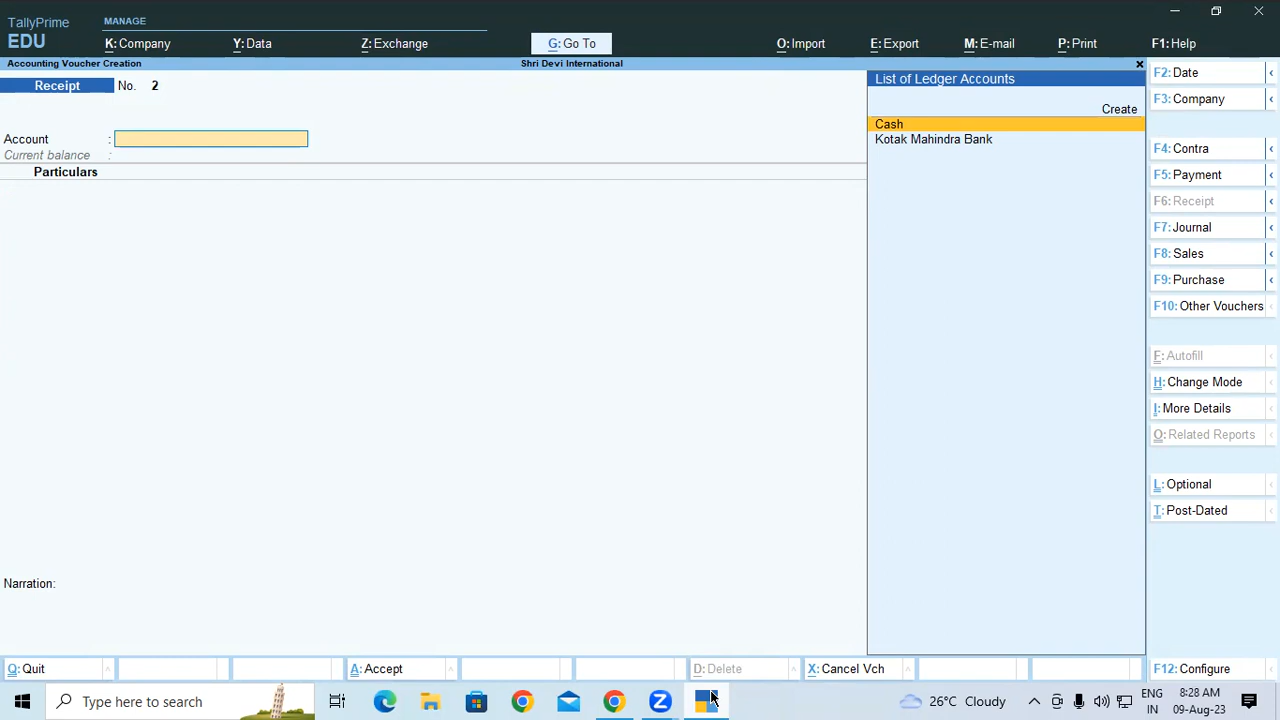 TallyPrime
EDU
MANAGE
K: Company
Y: Data
Z: Exchange
G: Go To
O: Import
E: Export
M: E-mail
P: Print
F1: Help
Accounting Voucher Creation
Shri Devi International
Receipt No. 2
Account :
Current balance :
Particulars
Narration:
List of Ledger Accounts
Create
Cash
Kotak Mahindra Bank
F2: Date
F3: Company
F4: Contra
F5: Payment
F6: Receipt
F7: Journal
F8: Sales
F9: Purchase
F10: Other Vouchers
F: Autofill
H: Change Mode
I: More Details
O: Related Reports
L: Optional
T: Post-Dated
Q: Quit
A: Accept
D: Delete
X: Cancel Vch
F12: Configure
Type here to search
26°C Cloudy
ENG
IN
8:28 AM
09-Aug-23